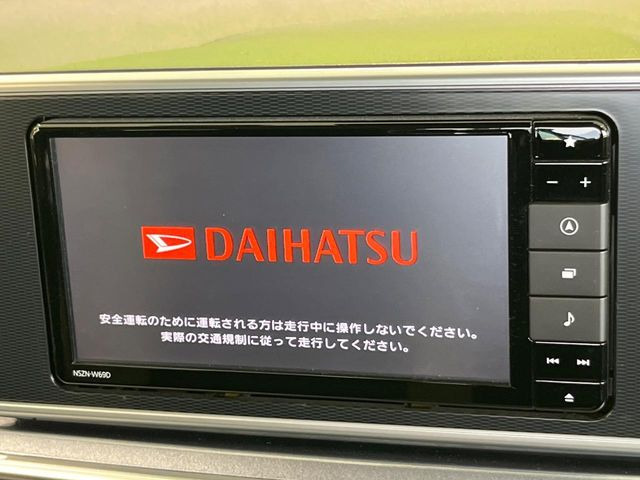 DAIHATSU
安全運転のために運転される方は走行中に操作しないでください。
実際の交通規制に従って走行してください。
NSZN-W69D